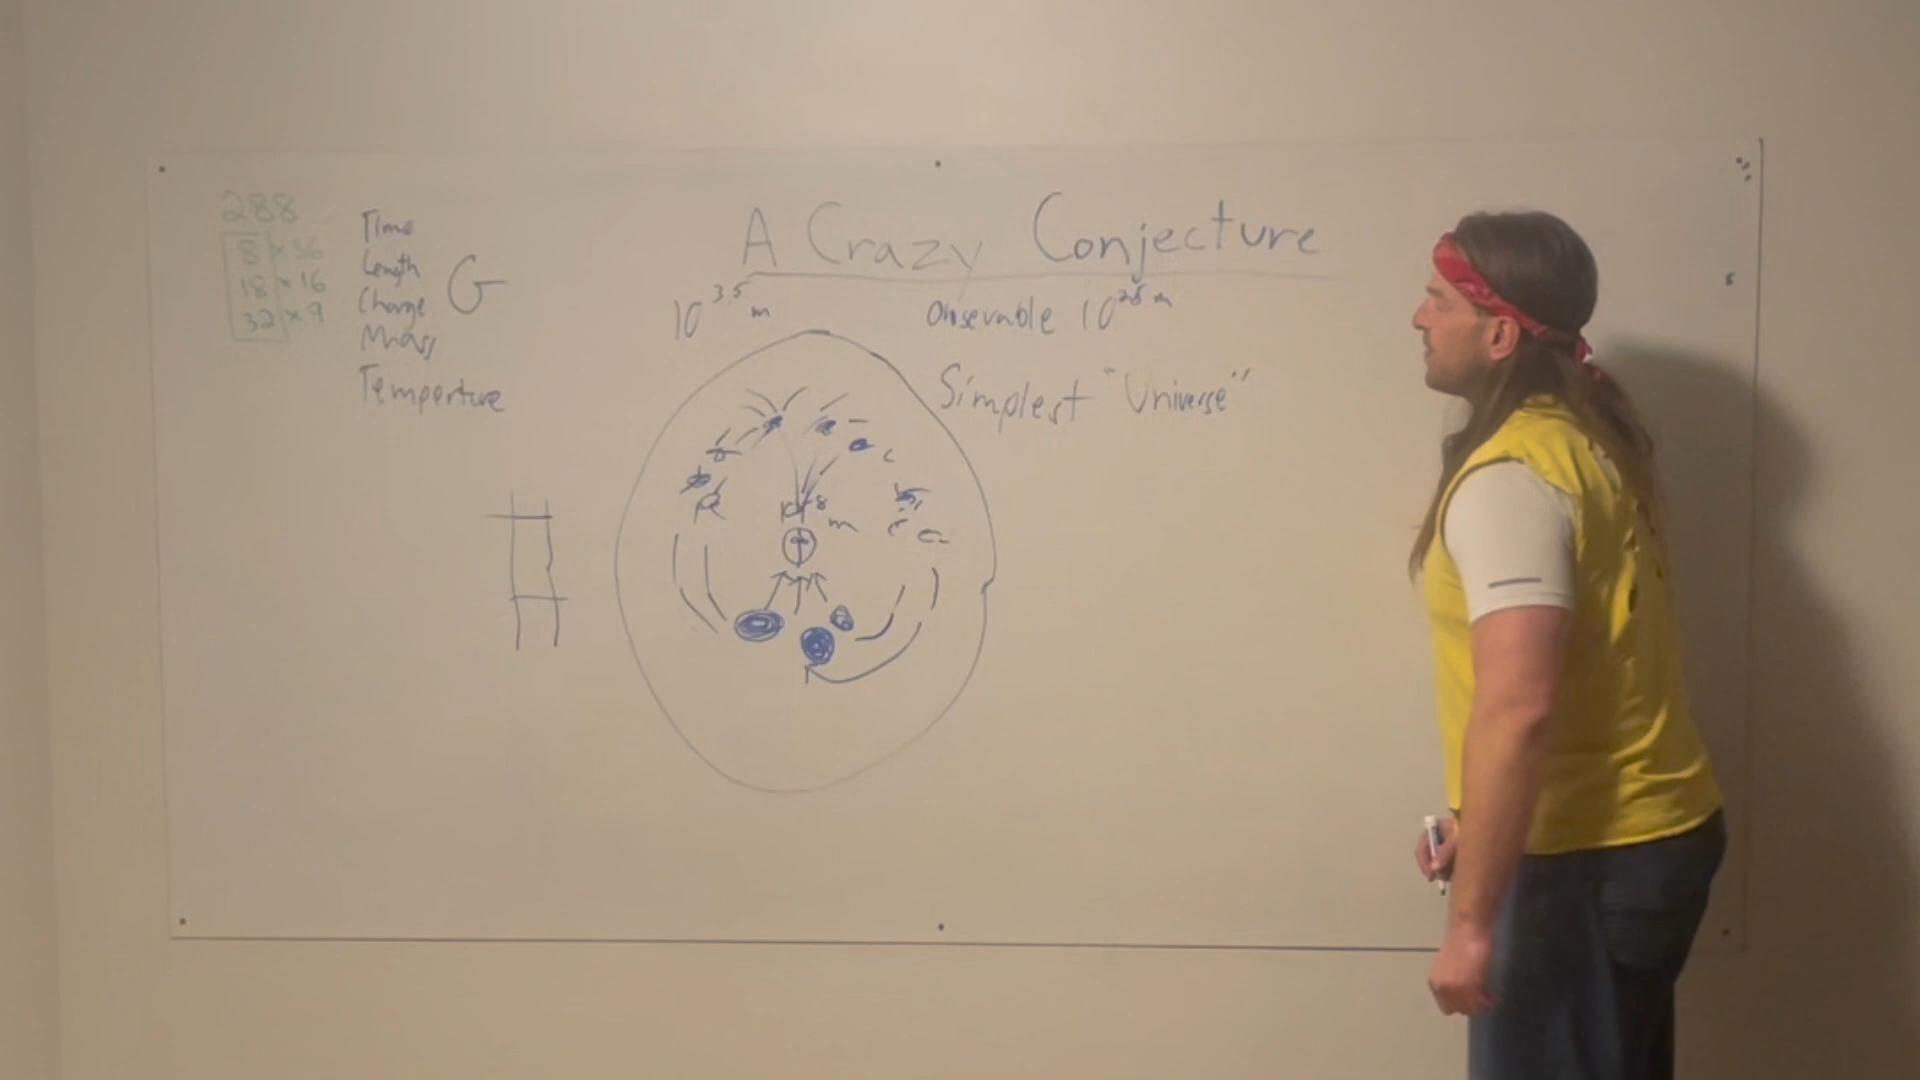 288
8 x 36
18 x 16
32 x 9
Time
Length
Charge
Mass
Temperture
G
A Crazy Conjecture
10^35 m
Obsevable 10^26 m
Simplest "Universe"
m